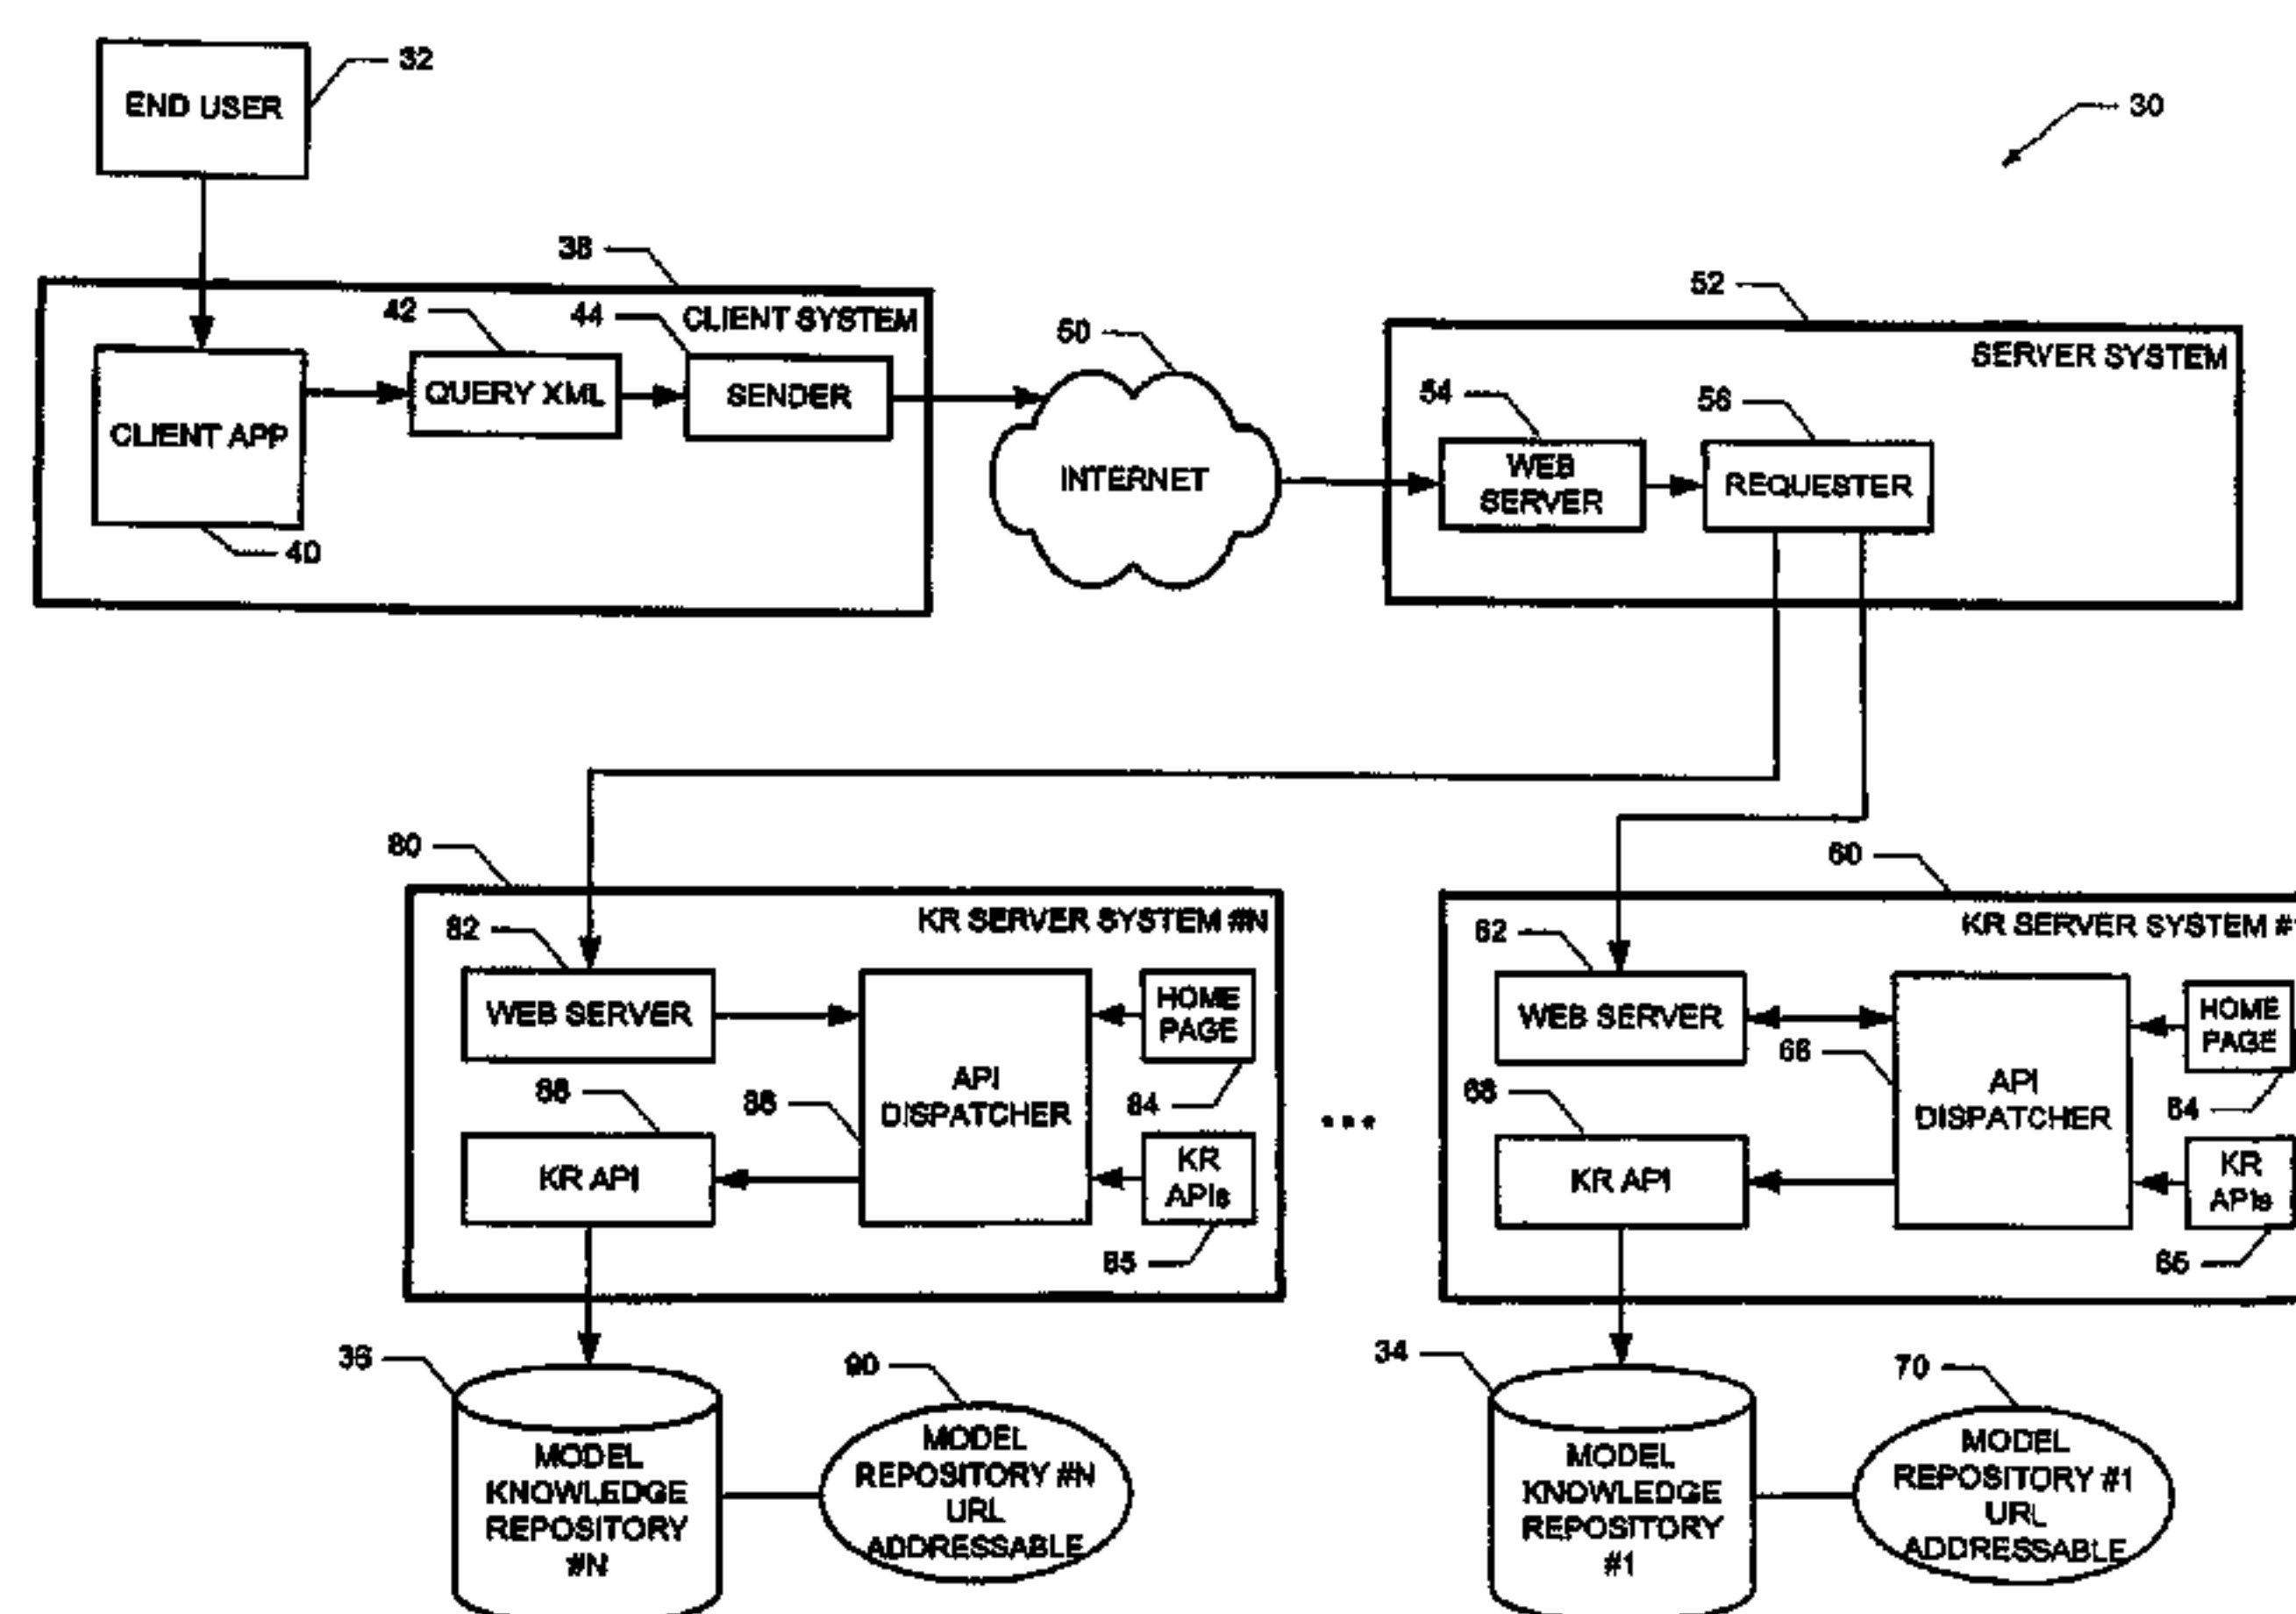 32
END USER
30
38
CLIENT SYSTEM
42
44
QUERY XML
SENDER
CLIENT APP
40
50
INTERNET
52
SERVER SYSTEM
54
56
WEB
SERVER
REQUESTER
80
KR SERVER SYSTEM #N
82
WEB SERVER
HOME
PAGE
84
88
86
API
DISPATCHER
KR API
KR
APIs
85
...
60
KR SERVER SYSTEM #1
62
WEB SERVER
HOME
PAGE
64
66
68
API
DISPATCHER
KR API
KR
APIs
65
36
MODEL
KNOWLEDGE
REPOSITORY
#N
90
MODEL
REPOSITORY #N
URL
ADDRESSABLE
34
MODEL
KNOWLEDGE
REPOSITORY
#1
70
MODEL
REPOSITORY #1
URL
ADDRESSABLE